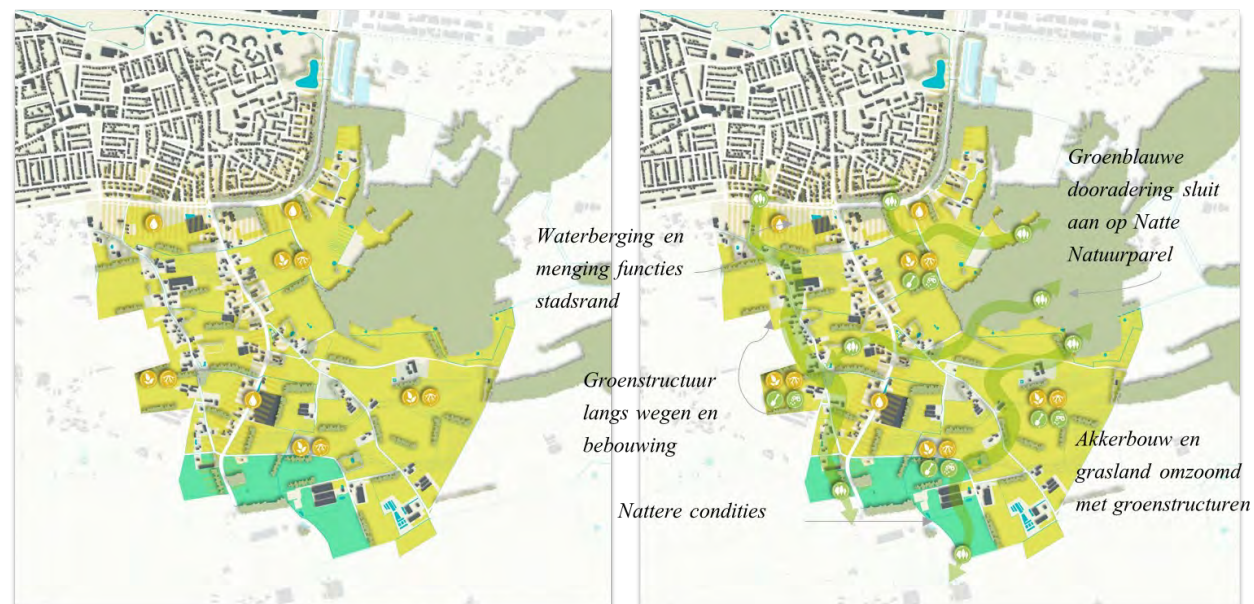 Waterberging en
menging functies
stadsrand
Groenstructuur
langs wegen en
bebouwing
Nattere condities
Groenblauwe
dooradering sluit
aan op Natte
Natuurparel
Akkerbouw en
grasland omzoomd
met groenstructuren